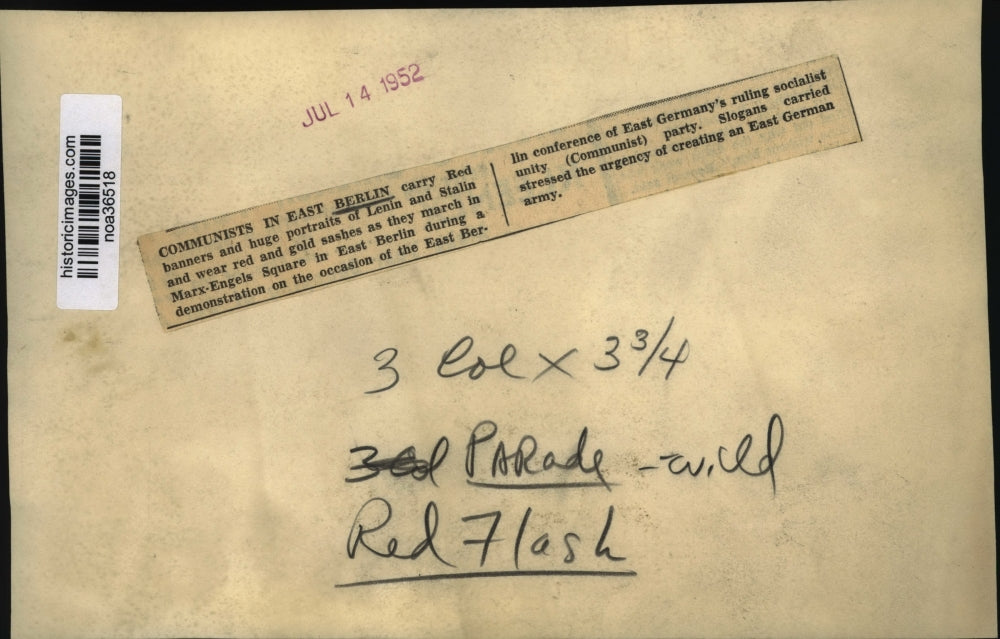 JUL 14 1952
historicimages.com
noa36518
COMMUNISTS IN EAST BERLIN carry Red
banners and huge portraits of Lenin and Stalin
and wear red and gold sashes as they march in
Marx-Engels Square in East Berlin during a
demonstration on the occasion of the East Ber-
lin conference of East Germany's ruling socialist
unity (Communist) party. Slogans carried
stressed the urgency of creating an East German
army.
3 Col x 3 3/4
PARade - wild
Red Flash